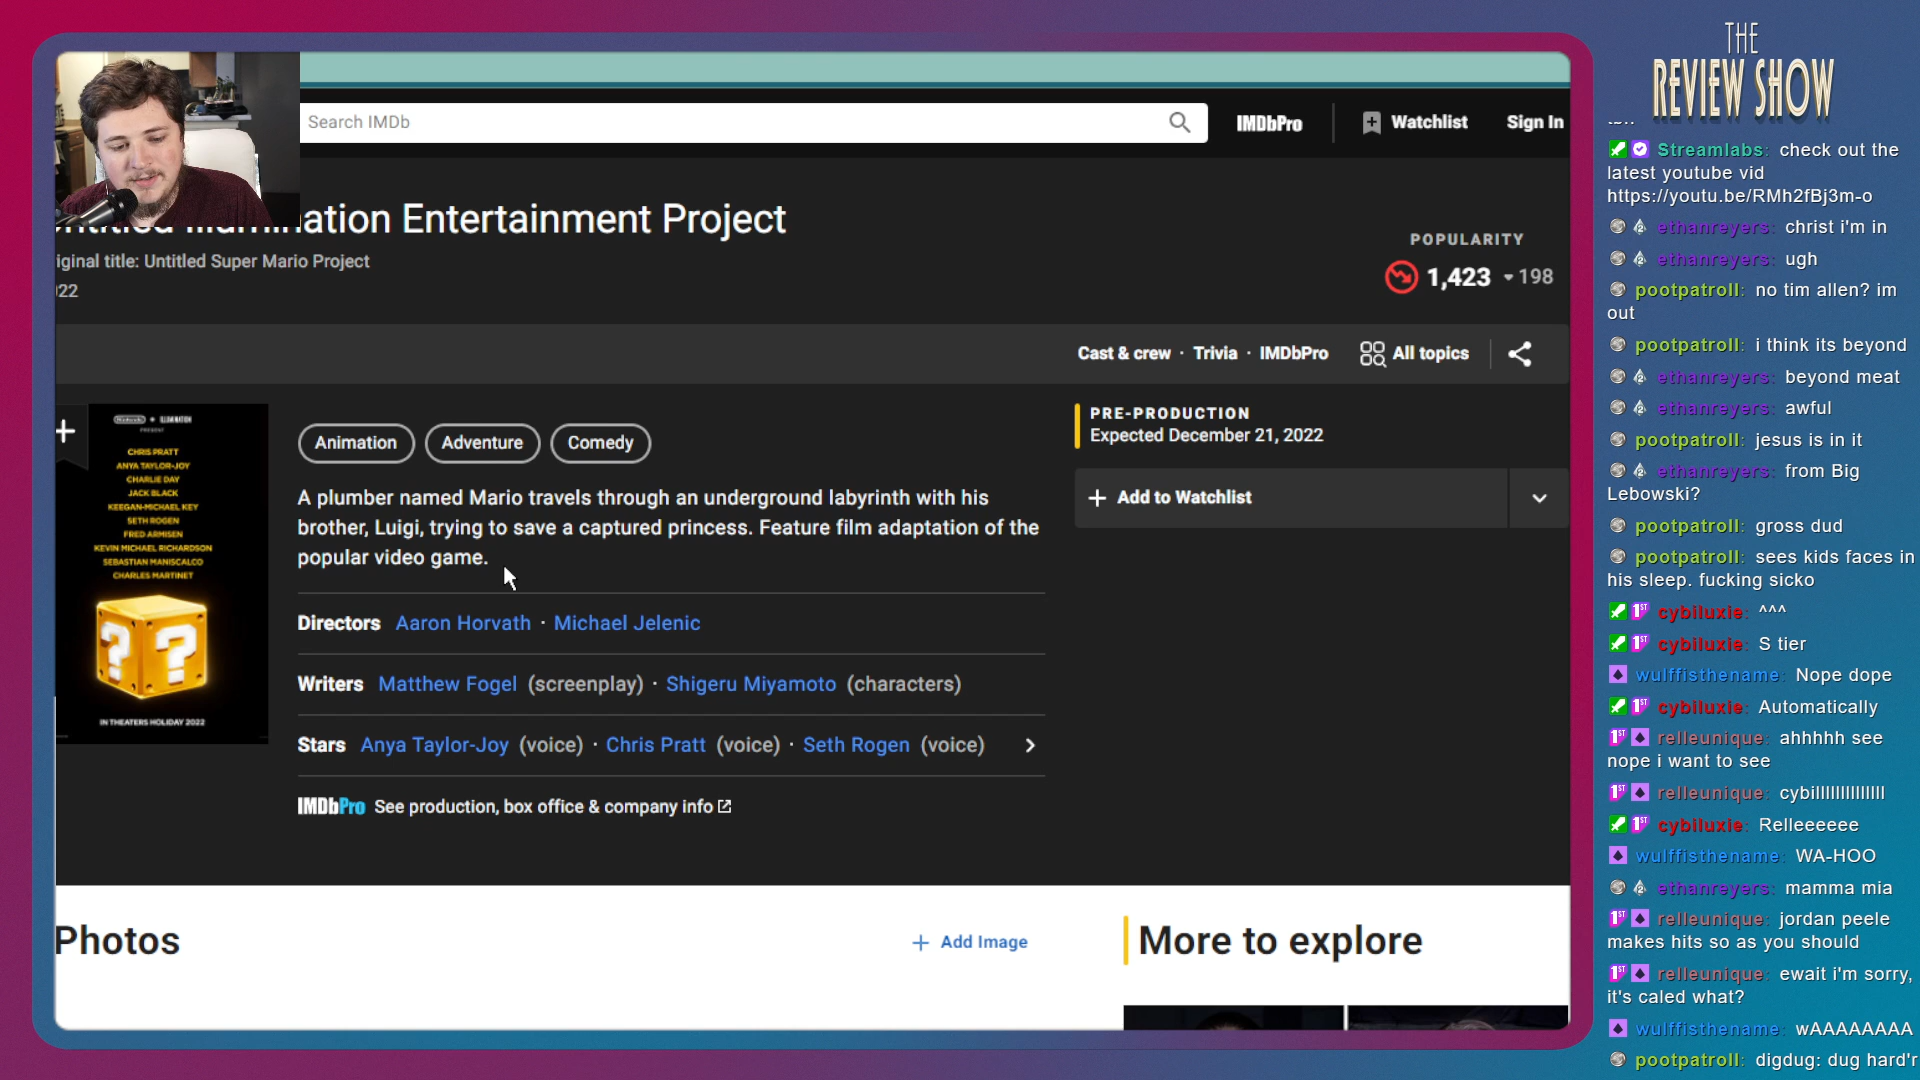 THE
REVIEW SHOW
Streamlabs: check out the
latest youtube vid
https://youtu.be/RMh2fBj3m-o
ethanreyers: christ i'm in
ethanreyers: ugh
pootpatroll: no tim allen? im
out
pootpatroll: i think its beyond
ethanreyers: beyond meat
ethanreyers: awful
pootpatroll: jesus is in it
ethanreyers: from Big
Lebowski?
pootpatroll: gross dud
pootpatroll: sees kids faces in
his sleep. fucking sicko
cybiluxie: ^^^
cybiluxie: S tier
wulffisthename: Nope dope
cybiluxie: Automatically
relleunique: ahhhhh see
nope i want to see
relleunique: cybillllllllllllll
cybiluxie: Relleeeeee
wulffisthename: WA-HOO
ethanreyers: mamma mia
relleunique: jordan peele
makes hits so as you should
relleunique: ewait i'm sorry,
it's caled what?
wulffisthename: wAAAAAAAA
pootpatroll: digdug: dug hard'r
Search IMDb
IMDbPro
Watchlist
Sign In
ation Entertainment Project
iginal title: Untitled Super Mario Project
22
POPULARITY
1,423 198
Cast & crew · Trivia · IMDbPro
All topics
Nintendo + ILLUMINATION
PRESENT
CHRIS PRATT
ANYA TAYLOR-JOY
CHARLIE DAY
JACK BLACK
KEEGAN-MICHAEL KEY
SETH ROGEN
FRED ARMISEN
KEVIN MICHAEL RICHARDSON
SEBASTIAN MANISCALCO
CHARLES MARTINET
? ?
IN THEATERS HOLIDAY 2022
Animation
Adventure
Comedy
A plumber named Mario travels through an underground labyrinth with his
brother, Luigi, trying to save a captured princess. Feature film adaptation of the
popular video game.
Directors Aaron Horvath · Michael Jelenic
Writers Matthew Fogel (screenplay) · Shigeru Miyamoto (characters)
Stars Anya Taylor-Joy (voice) · Chris Pratt (voice) · Seth Rogen (voice)
IMDbPro See production, box office & company info
PRE-PRODUCTION
Expected December 21, 2022
+ Add to Watchlist
Photos
+ Add Image
More to explore